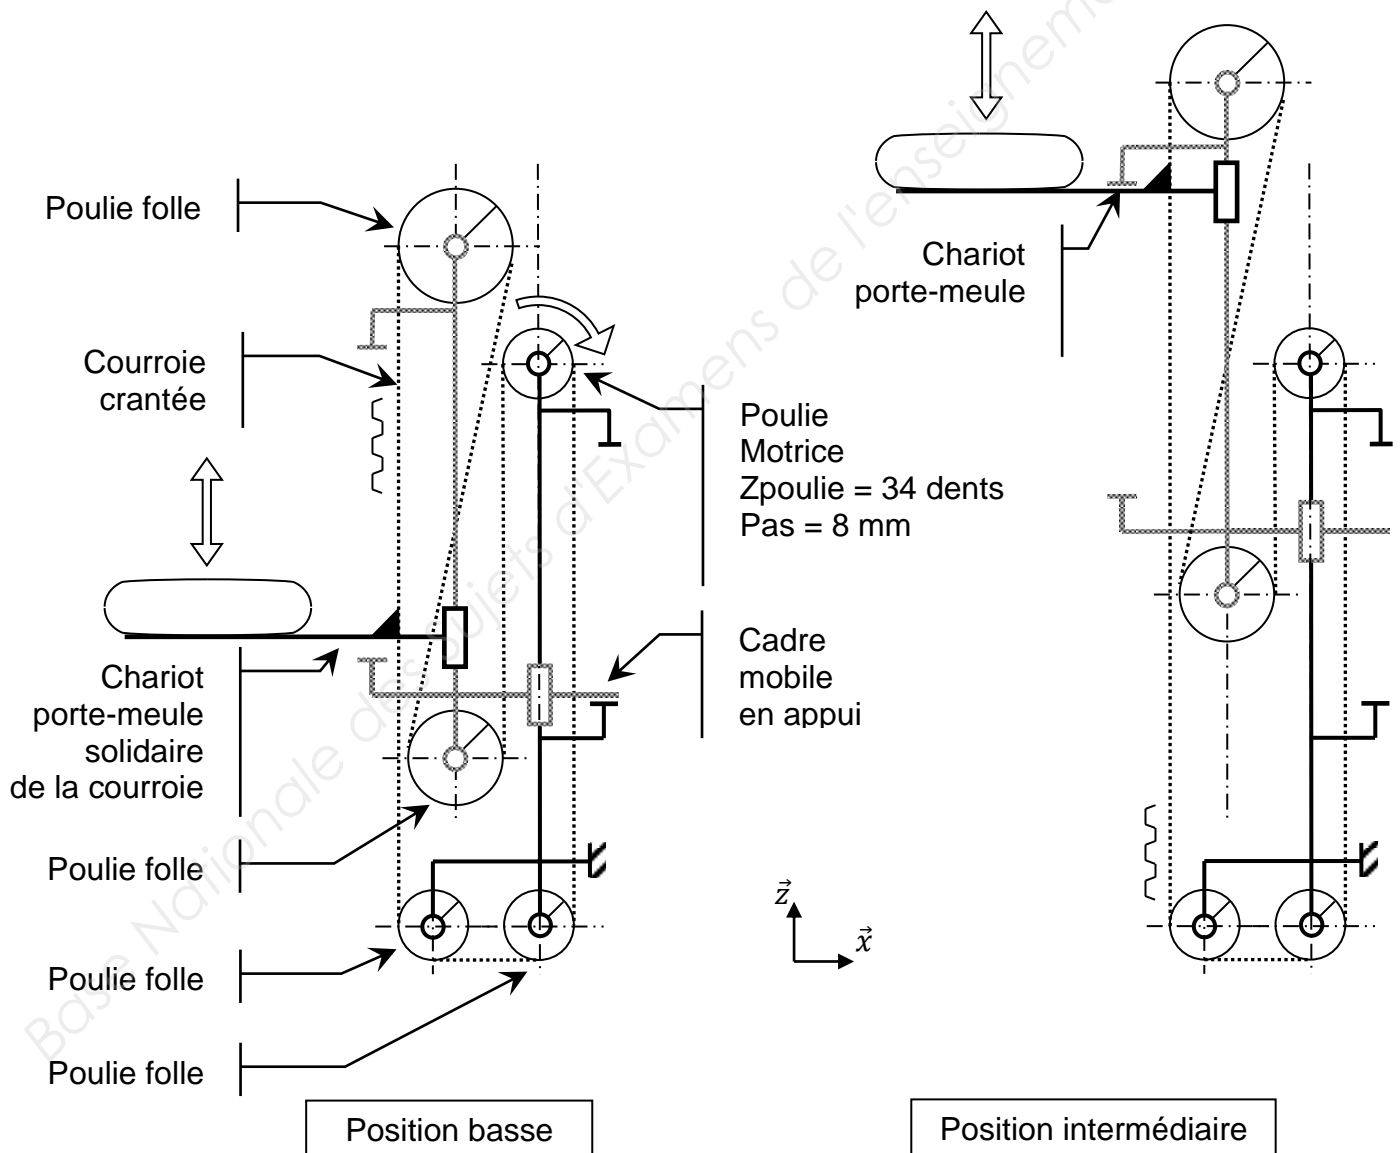 Poulie folle
Courroie
crantée
Chariot
porte-meule
solidaire
de la courroie
Poulie folle
Poulie folle
Poulie folle
Poulie
Motrice
Zpoulie = 34 dents
Pas = 8 mm
Cadre
mobile
en appui
Chariot
porte-meule
z
x
Position basse
Position intermédiaire
Base Nationale des sujets d'Examens de l'enseigneme